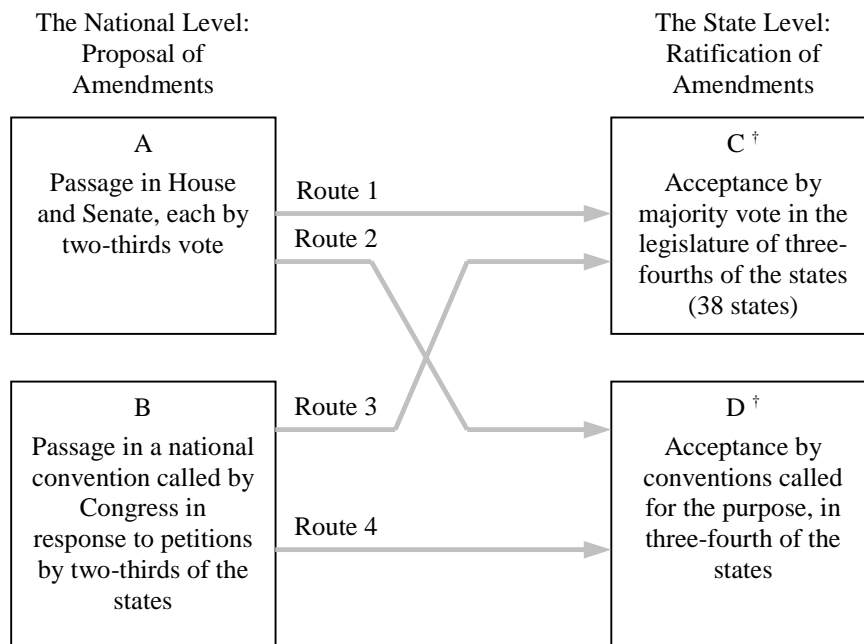 The National Level:
Proposal of
Amendments
The State Level:
Ratification of
Amendments
A
Passage in House
and Senate, each by
two-thirds vote
Route 1
Route 2
C †
Acceptance by
majority vote in the
legislature of three-
fourths of the states
(38 states)
B
Passage in a national
convention called by
Congress in
response to petitions
by two-thirds of the
states
Route 3
Route 4
D †
Acceptance by
conventions called
for the purpose, in
three-fourth of the
states